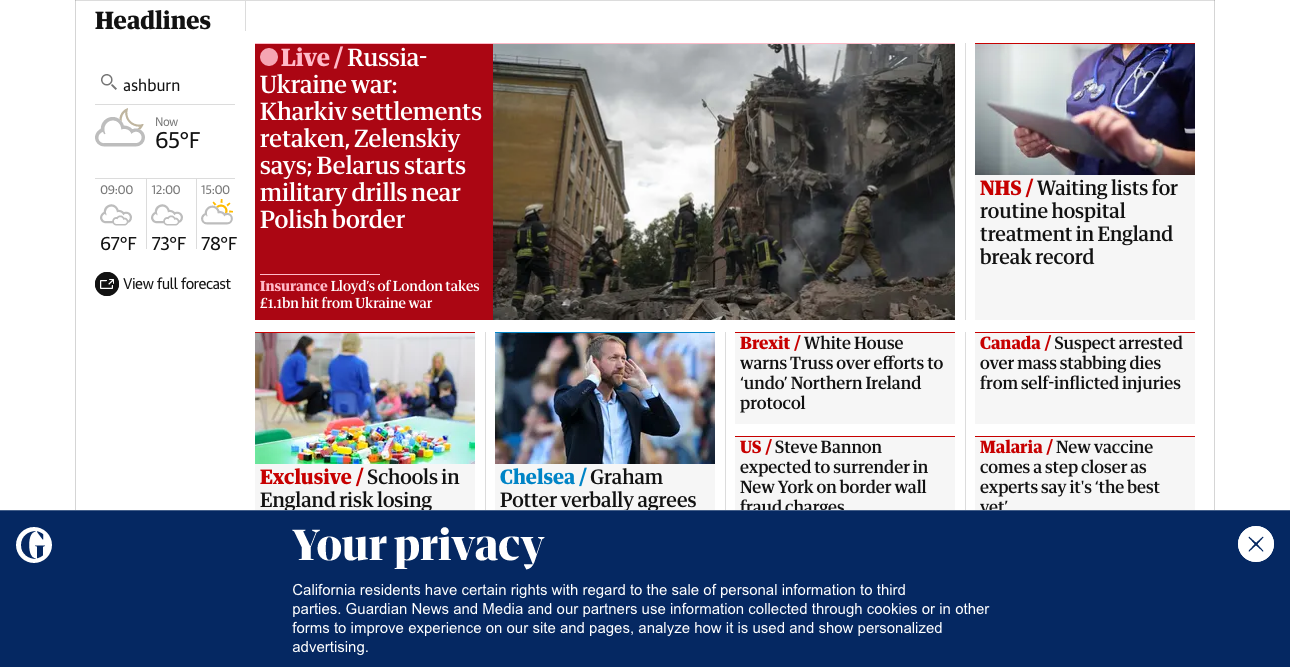 Headlines
ashburn
Now
65°F
09:00
12:00
15:00
67°F
73°F
78°F
View full forecast
Live / Russia-
Ukraine war:
Kharkiv settlements
retaken, Zelenskiy
says; Belarus starts
military drills near
Polish border
Insurance Lloyd's of London takes
£1.1bn hit from Ukraine war
NHS / Waiting lists for
routine hospital
treatment in England
break record
Exclusive / Schools in
England risk losing
Chelsea / Graham
Potter verbally agrees
Brexit / White House
warns Truss over efforts to
‘undo’ Northern Ireland
protocol
US / Steve Bannon
expected to surrender in
New York on border wall
fraud charges
Canada / Suspect arrested
over mass stabbing dies
from self-inflicted injuries
Malaria / New vaccine
comes a step closer as
experts say it's ‘the best
yet’
G
Your privacy
California residents have certain rights with regard to the sale of personal information to third
parties. Guardian News and Media and our partners use information collected through cookies or in other
forms to improve experience on our site and pages, analyze how it is used and show personalized
advertising.